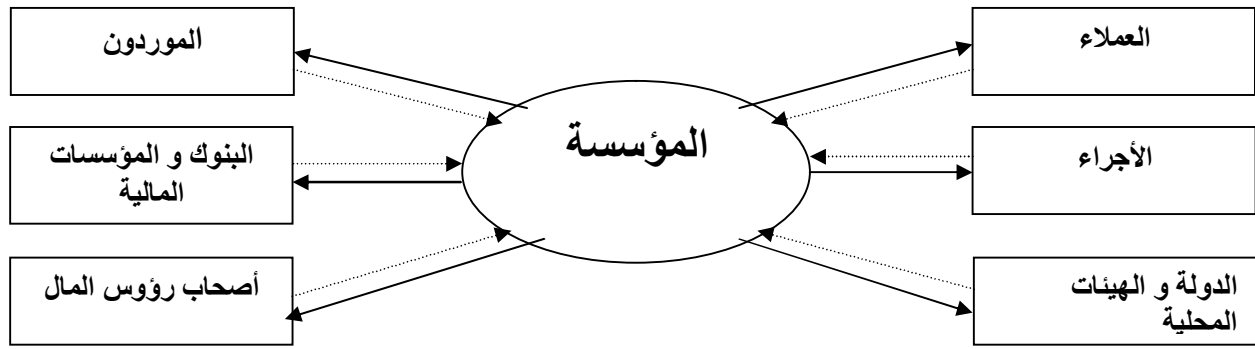 العملاء
الموردون
المؤسسة
الأجراء
البنوك و المؤسسات
المالية
الدولة و الهيئات
المحلية
أصحاب رؤوس المال